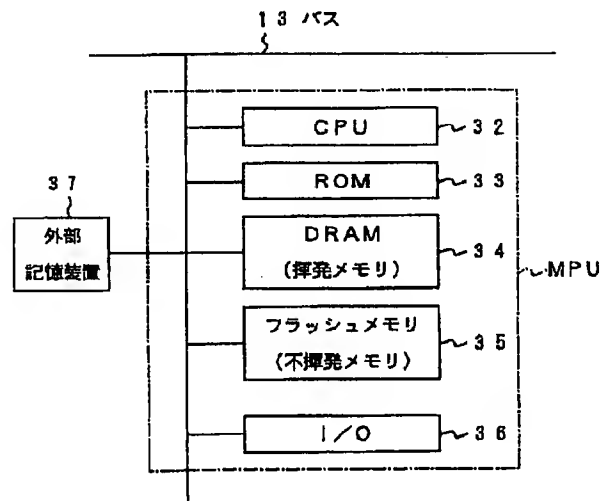 13 バス
CPU
32
ROM
33
37
外部
記憶装置
DRAM
(揮発メモリ)
34
MPU
フラッシュメモリ
(不揮発メモリ)
35
I/O
36